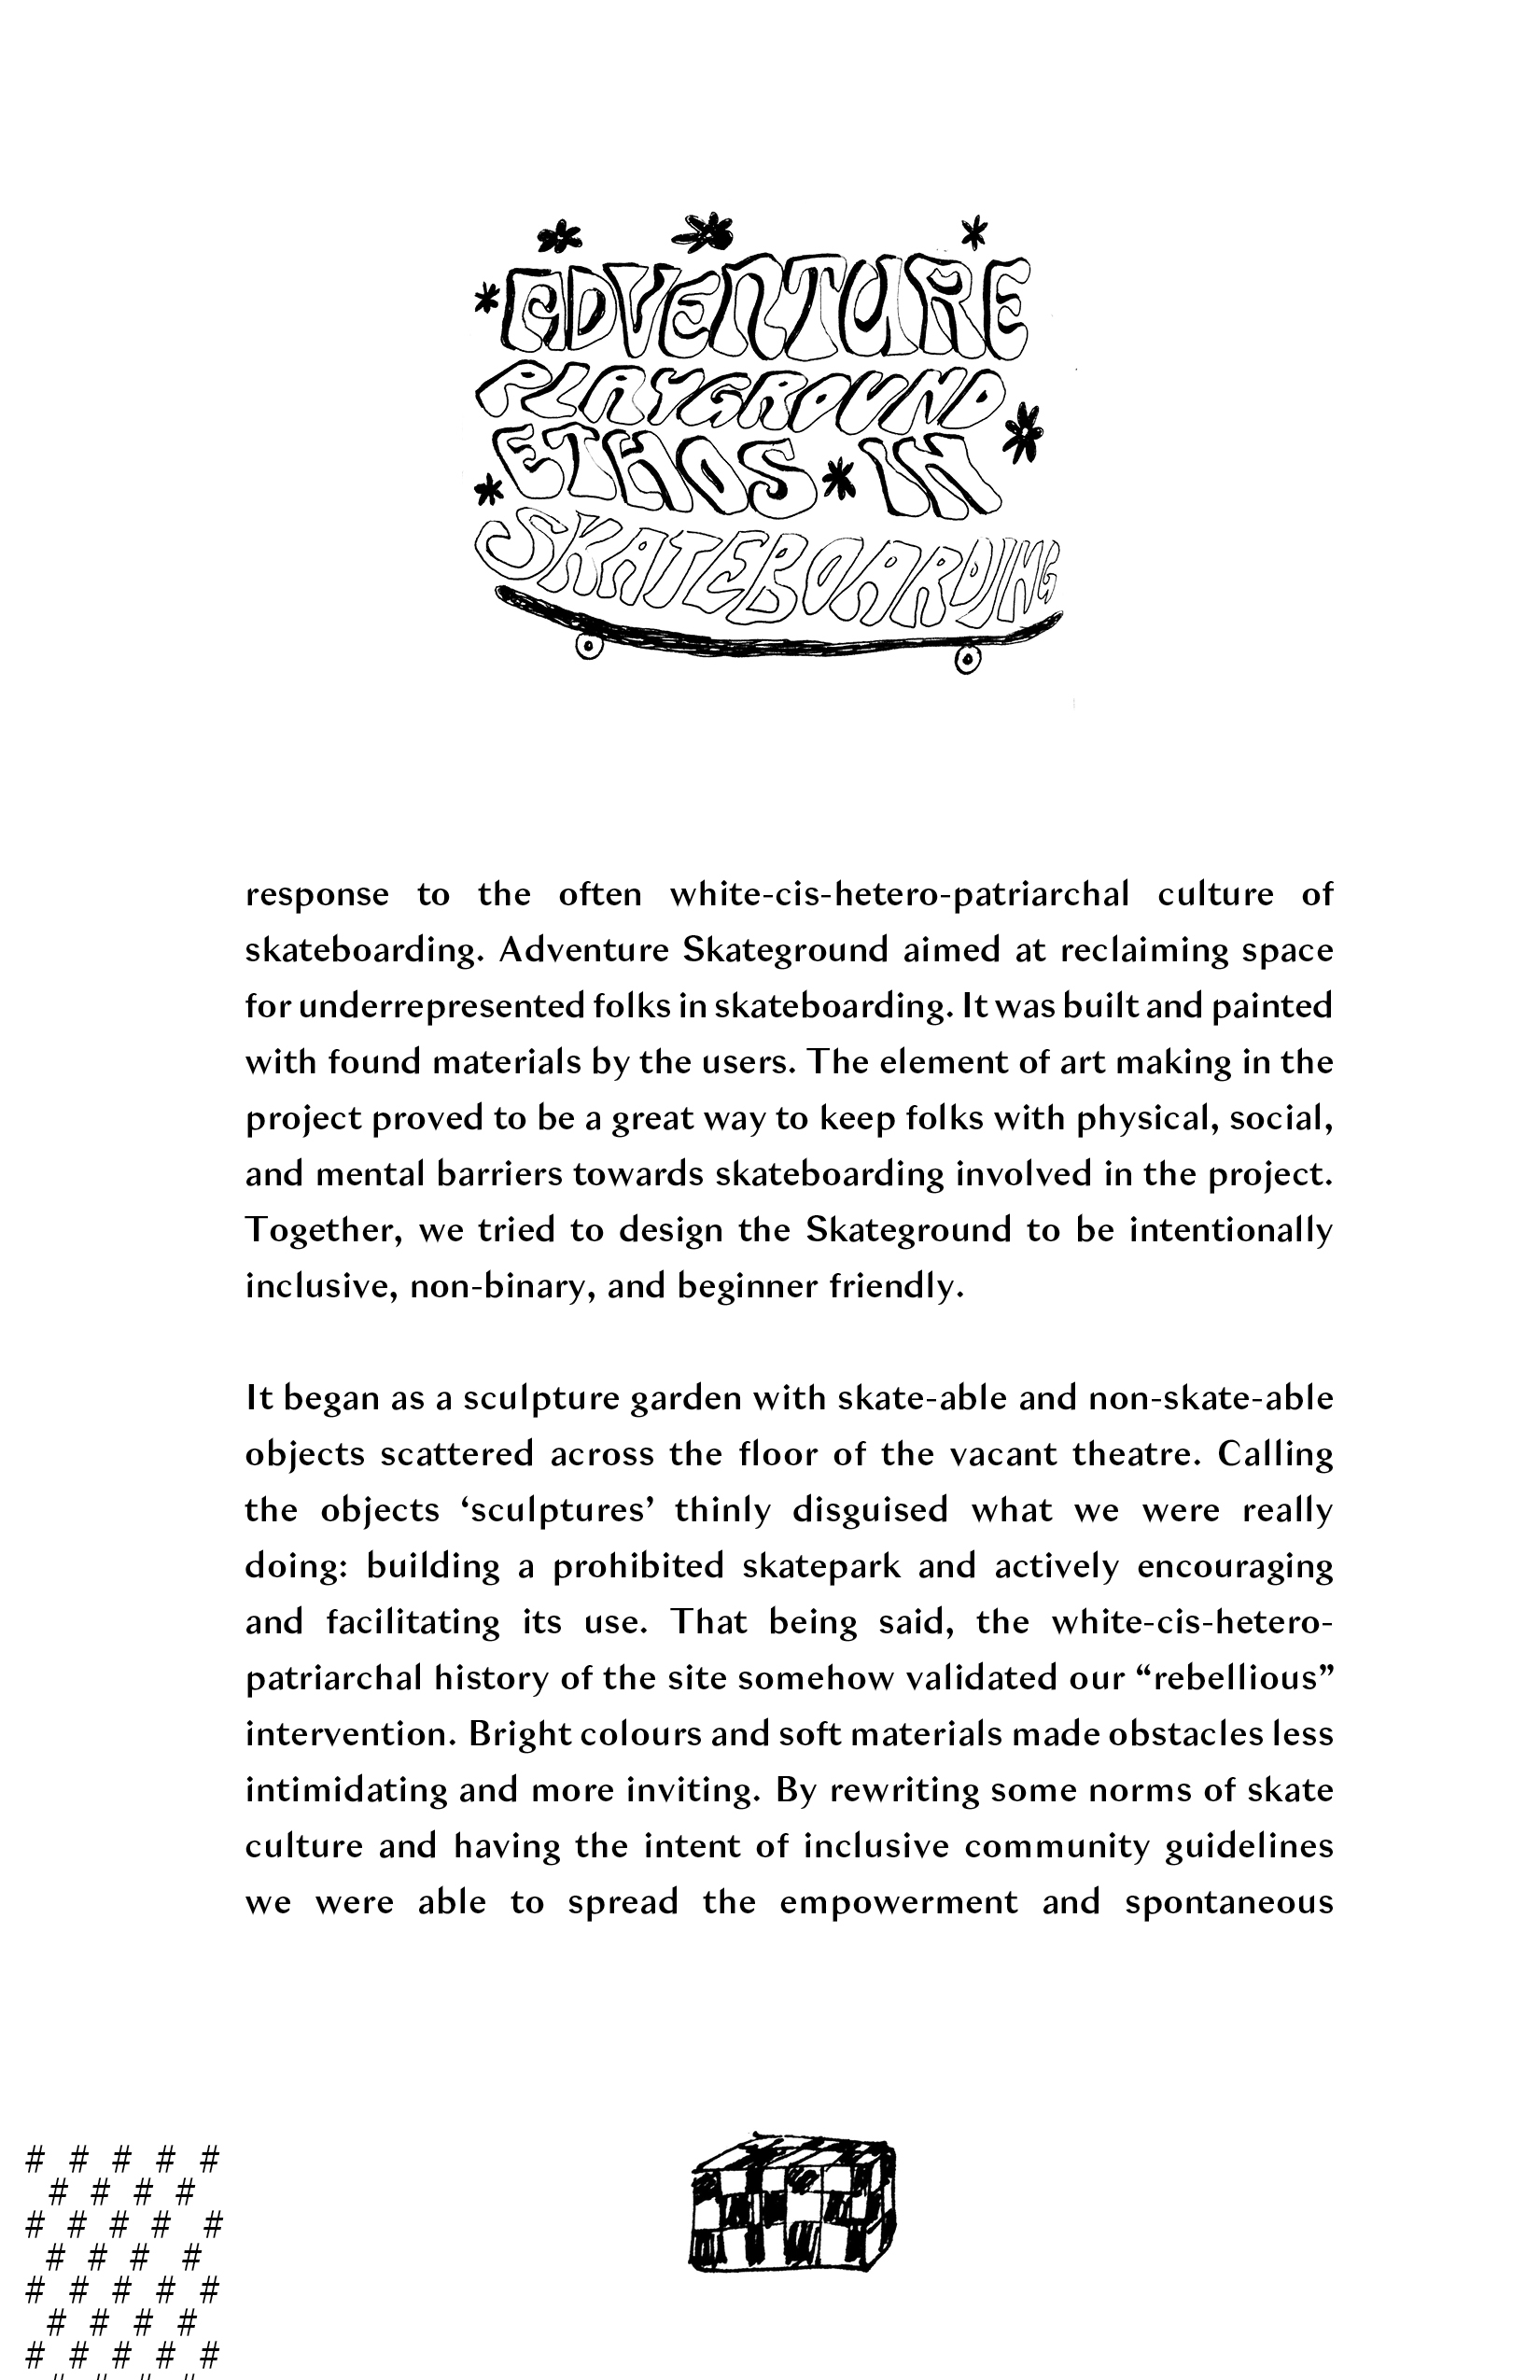 ADVENTURE
PLAYGROUND
ETHOS IN
SKATEBOARDING
response to the often white-cis-hetero-patriarchal culture of
skateboarding. Adventure Skateground aimed at reclaiming space
for underrepresented folks in skateboarding. It was built and painted
with found materials by the users. The element of art making in the
project proved to be a great way to keep folks with physical, social,
and mental barriers towards skateboarding involved in the project.
Together, we tried to design the Skateground to be intentionally
inclusive, non-binary, and beginner friendly.
It began as a sculpture garden with skate-able and non-skate-able
objects scattered across the floor of the vacant theatre. Calling
the objects ‘sculptures’ thinly disguised what we were really
doing: building a prohibited skatepark and actively encouraging
and facilitating its use. That being said, the white-cis-hetero-
patriarchal history of the site somehow validated our “rebellious”
intervention. Bright colours and soft materials made obstacles less
intimidating and more inviting. By rewriting some norms of skate
culture and having the intent of inclusive community guidelines
we were able to spread the empowerment and spontaneous
# # # # #
# # # #
# # # # #
# # # #
# # # # #
# # # #
# # # # #